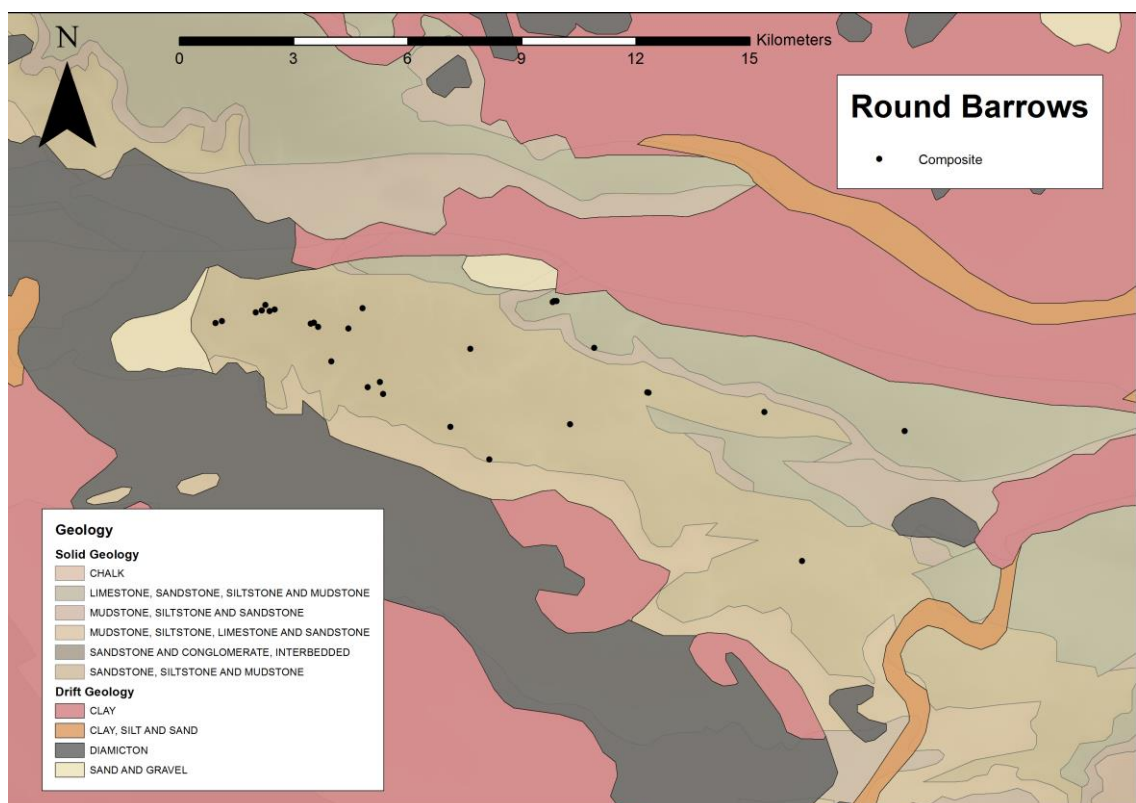 N
Kilometers
0 3 6 9 12 15
Round Barrows
Composite
Geology
Solid Geology
CHALK
LIMESTONE, SANDSTONE, SILTSTONE AND MUDSTONE
MUDSTONE, SILTSTONE AND SANDSTONE
MUDSTONE, SILTSTONE, LIMESTONE AND SANDSTONE
SANDSTONE AND CONGLOMERATE, INTERBEDDED
SANDSTONE, SILTSTONE AND MUDSTONE
Drift Geology
CLAY
CLAY, SILT AND SAND
DIAMICTON
SAND AND GRAVEL